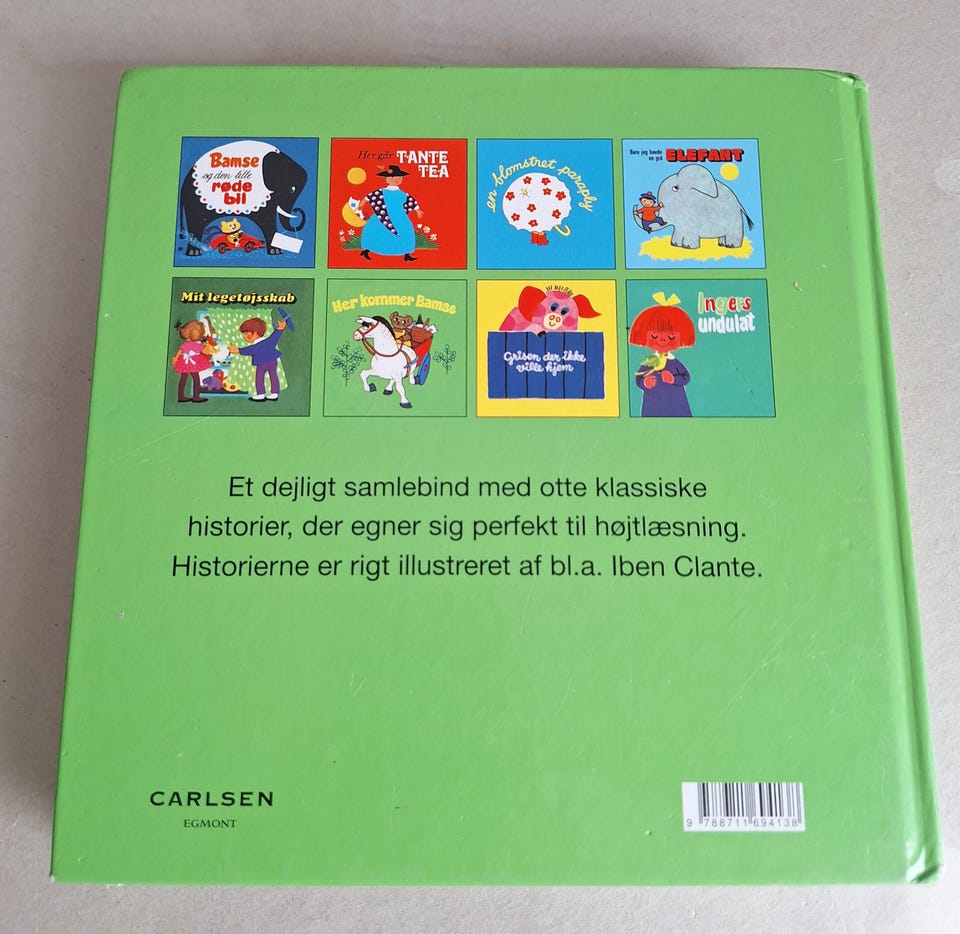 Bamse
og den lille
røde
bil
Her går TANTE
TEA
en blomstret paraply
Bare jeg havde
en grå ELEFANT
Mit legetøjsskab
Her kommer Bamse
Grisen der ikke
ville hjem
Ingers
undulat
Et dejligt samlebind med otte klassiske
historier, der egner sig perfekt til højtlæsning.
Historierne er rigt illustreret af bl.a. Iben Clante.
CARLSEN
EGMONT
9 788711 694138